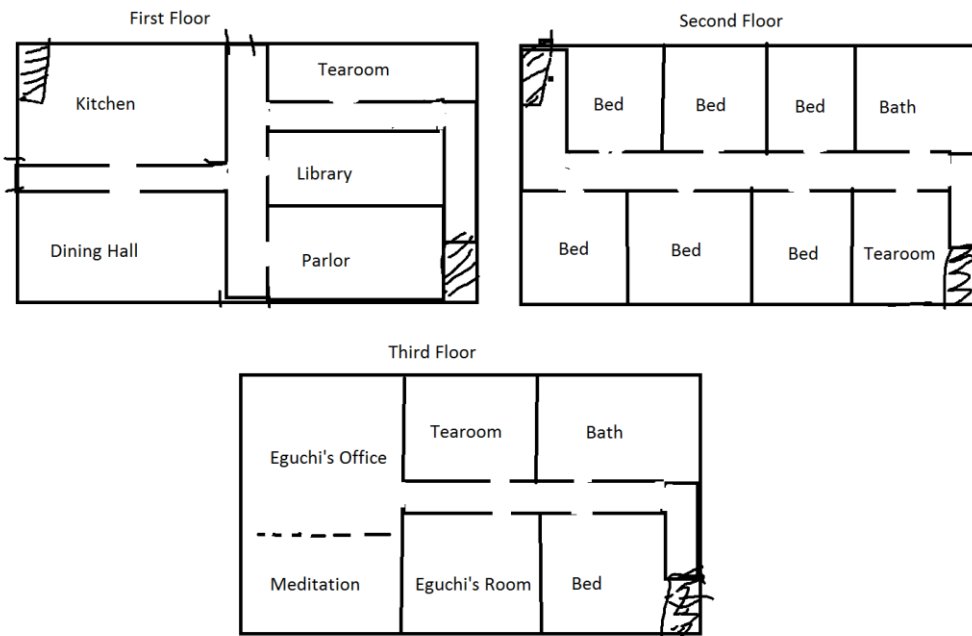 First Floor
Second Floor
Tearoom
Kitchen
Library
Dining Hall
Parlor
Bed
Bed
Bed
Bath
Bed
Bed
Bed
Tearoom
Third Floor
Tearoom
Bath
Eguchi's Office
Meditation
Eguchi's Room
Bed